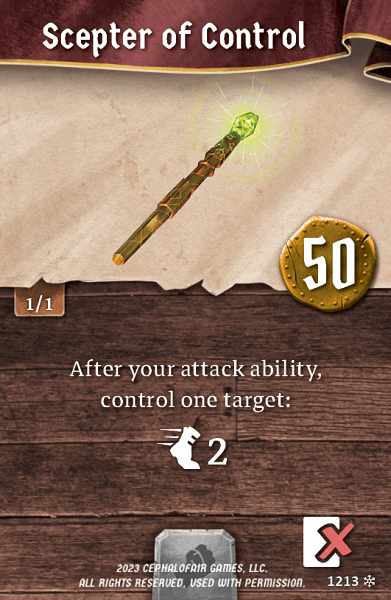 Scepter of Control
50
1/1
After your attack ability,
control one target:
2
2023 CEPHALOFAIR GAMES, LLC.
ALL RIGHTS RESERVED. USED WITH PERMISSION.
1213